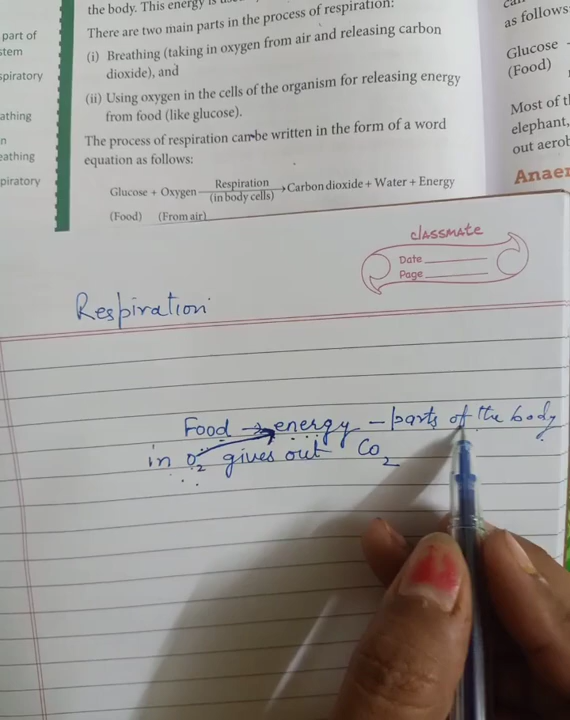 part of
stem
spiratory
athing
n
eathing
piratory
the body. This energy is
There are two main parts in the process of respiration:
(i) Breathing (taking in oxygen from air and releasing carbon
dioxide), and
(ii) Using oxygen in the cells of the organism for releasing energy
from food (like glucose).
The process of respiration can be written in the form of a word
equation as follows:
Glucose + Oxygen Respiration (in body cells) → Carbon dioxide + Water + Energy
(Food) (From air)
as follows
Glucose
(Food)
Most of t
elephant,
out aerob
Anaer
CLASSMATE
Date
Page
Respiration
Food → energy - parts of the body
in O₂ gives out CO₂